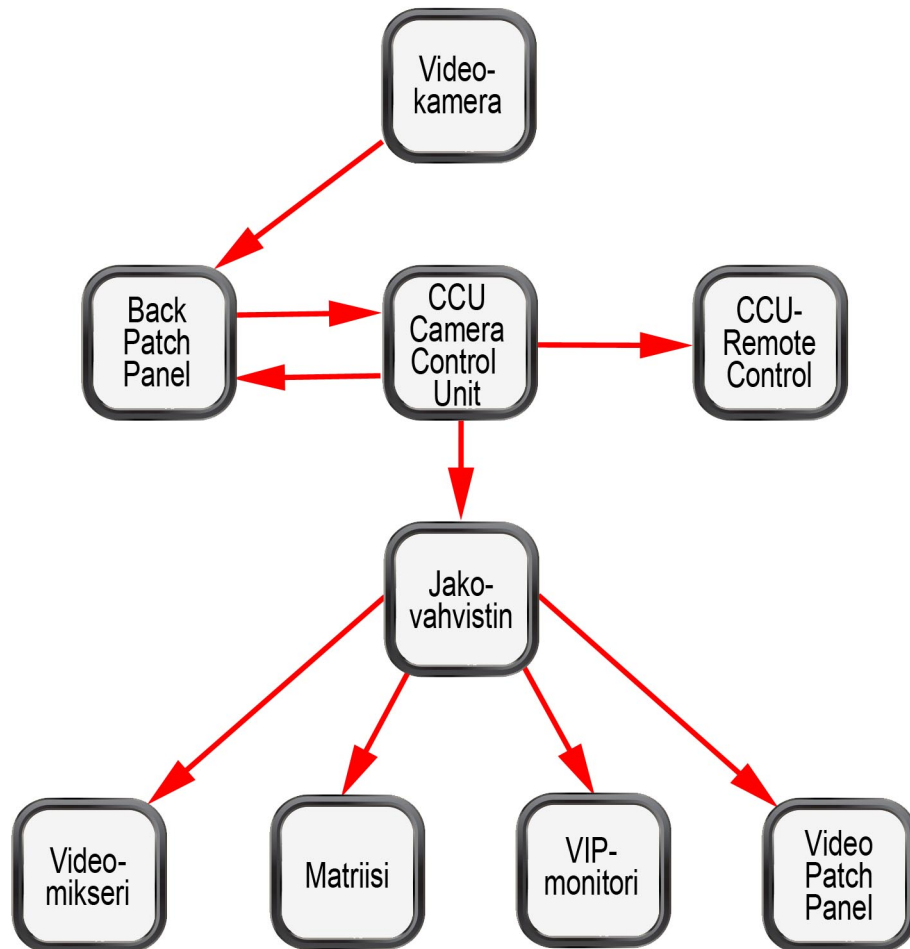 Video-
kamera
Back
Patch
Panel
CCU
Camera
Control
Unit
CCU-
Remote
Control
Jako-
vahvistin
Video-
mikseri
Matriisi
VIP-
monitori
Video
Patch
Panel